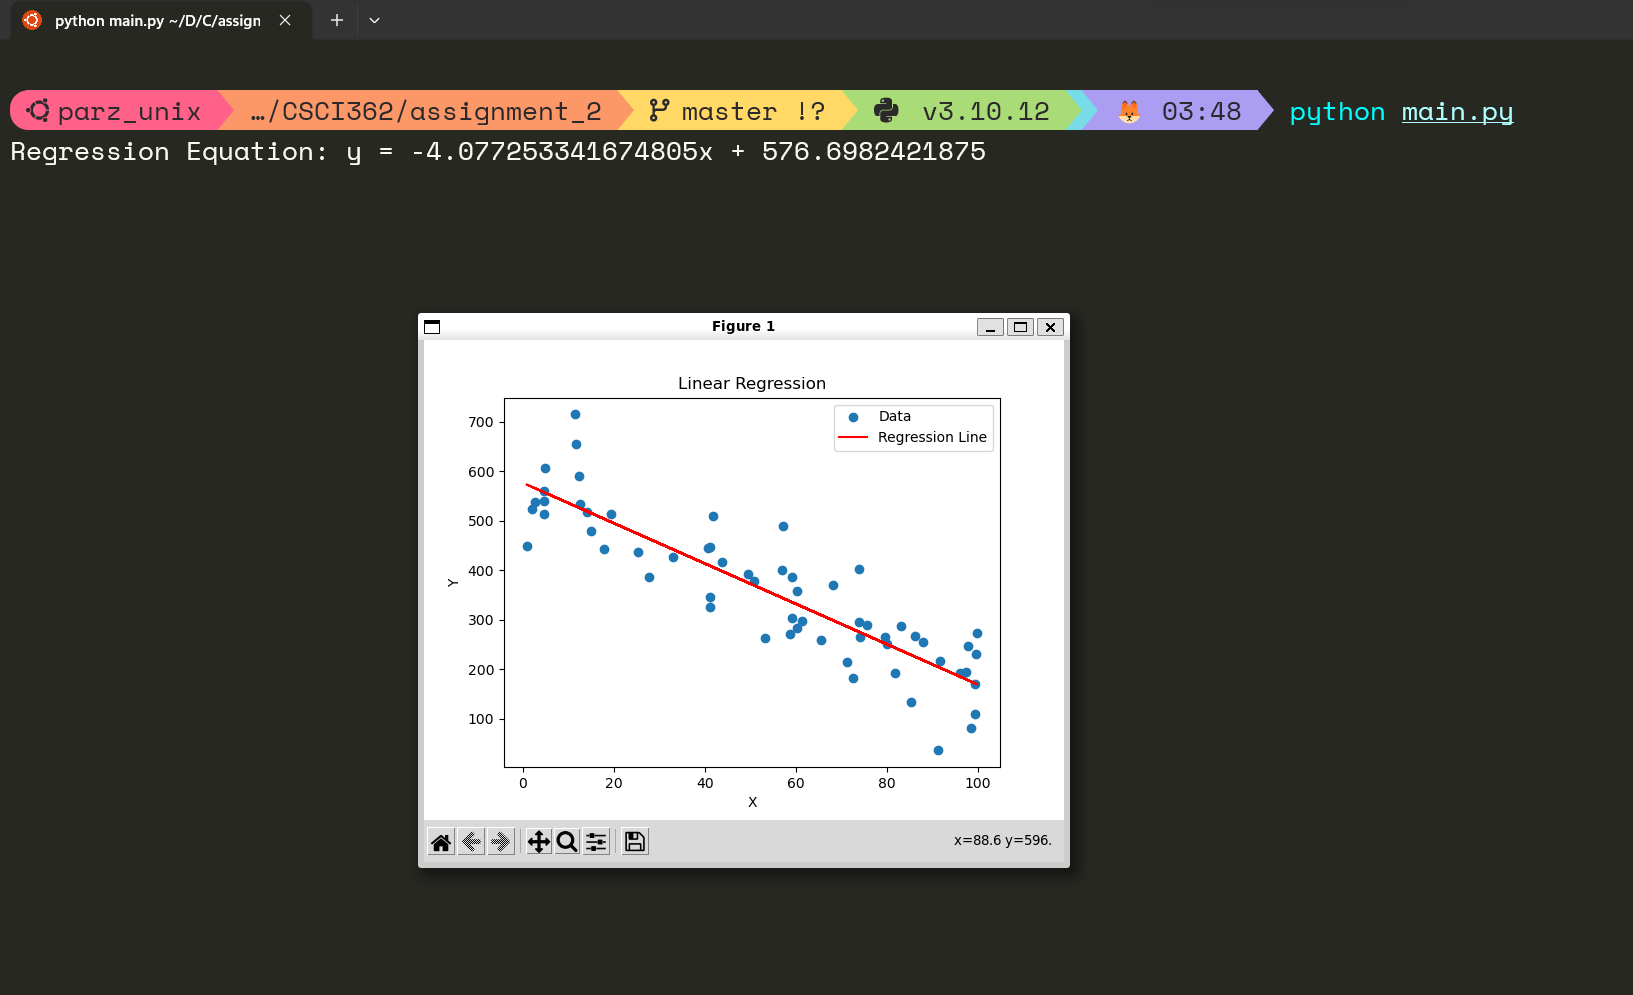 python main.py ~/D/C/assign
parz_unix …/CSCI362/assignment_2 master !? v3.10.12 03:48 python main.py
Regression Equation: y = -4.077253341674805x + 576.6982421875
Figure 1
Linear Regression
Data
Regression Line
700
600
500
400
300
200
100
Y
0 20 40 60 80 100
X
x=88.6 y=596.